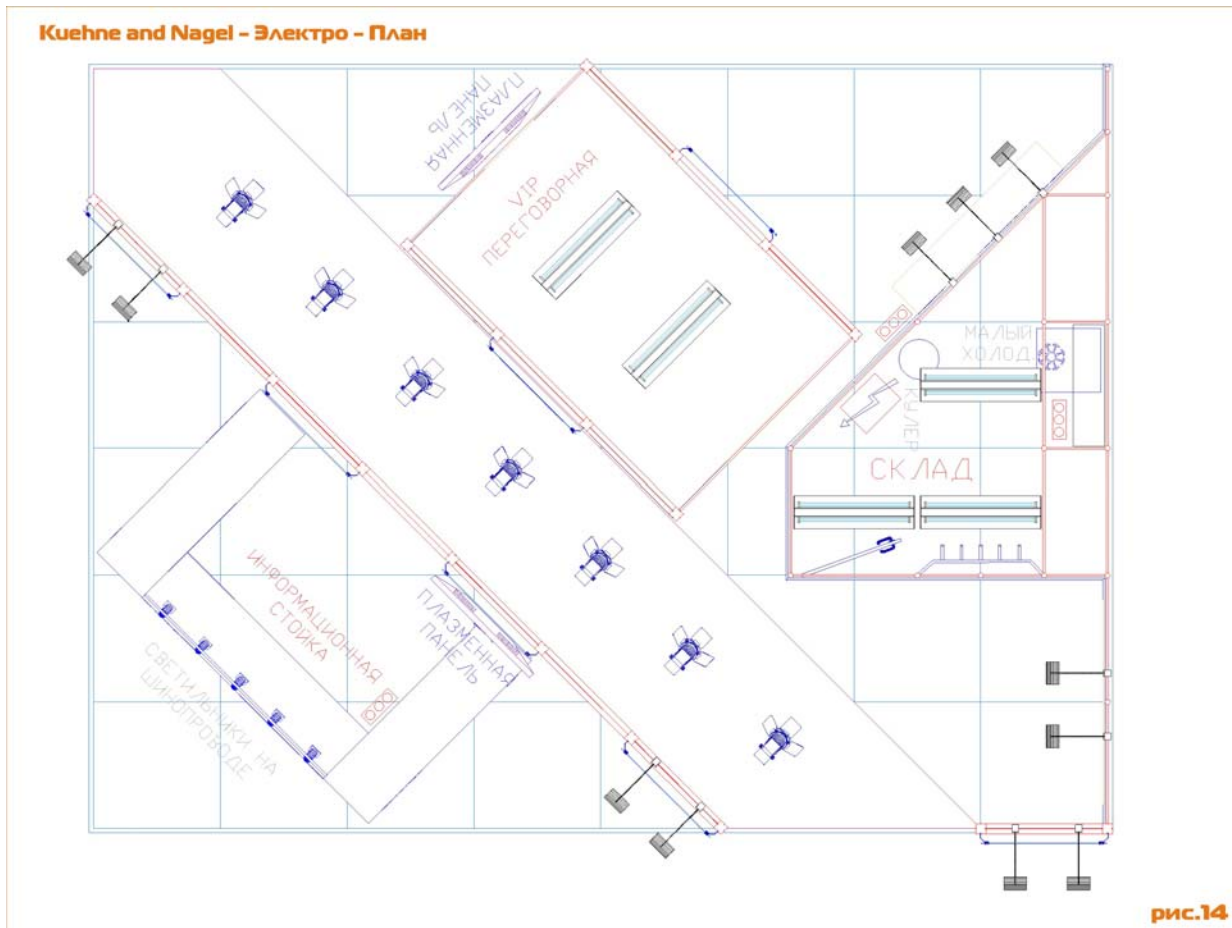 Kuehne and Nagel - Электро - План
ПЛАЗМЕННАЯ
ПАНЕЛЬ
VIP
ПЕРЕГОВОРНАЯ
МАЛЫЙ
ХОЛОД.
КУЛЕР
СКЛАД
ИНФОРМАЦИОННАЯ
СТОЙКА
ПЛАЗМЕННАЯ
ПАНЕЛЬ
СВЕТИЛЬНИКИ НА
ШИНОПРОВОДЕ
рис.14